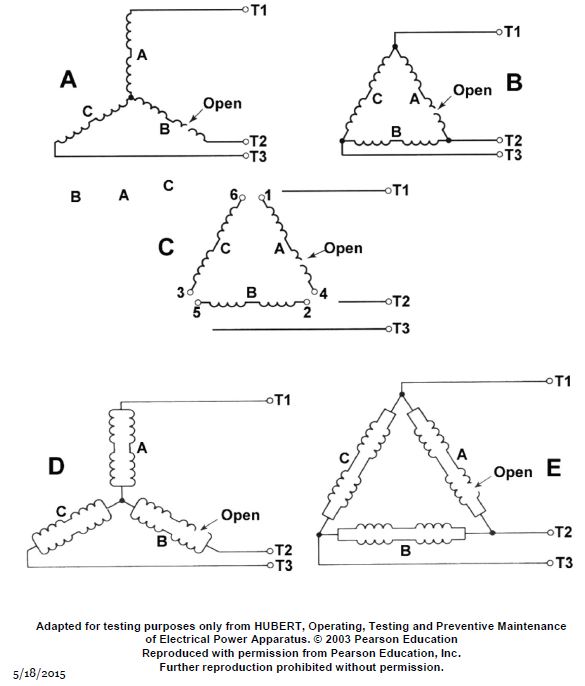 T1
A
A
C
Open
B
T2
T3
T1
B
Open
C
A
B
T2
T3
B A C
6 1
T1
C
C
A
Open
3
B
4
5
2
T2
T3
T1
A
D
C
Open
B
T2
T3
T1
E
C
A
Open
B
T2
T3
Adapted for testing purposes only from HUBERT, Operating, Testing and Preventive Maintenance
of Electrical Power Apparatus. © 2003 Pearson Education
Reproduced with permission from Pearson Education, Inc.
Further reproduction prohibited without permission.
5/18/2015